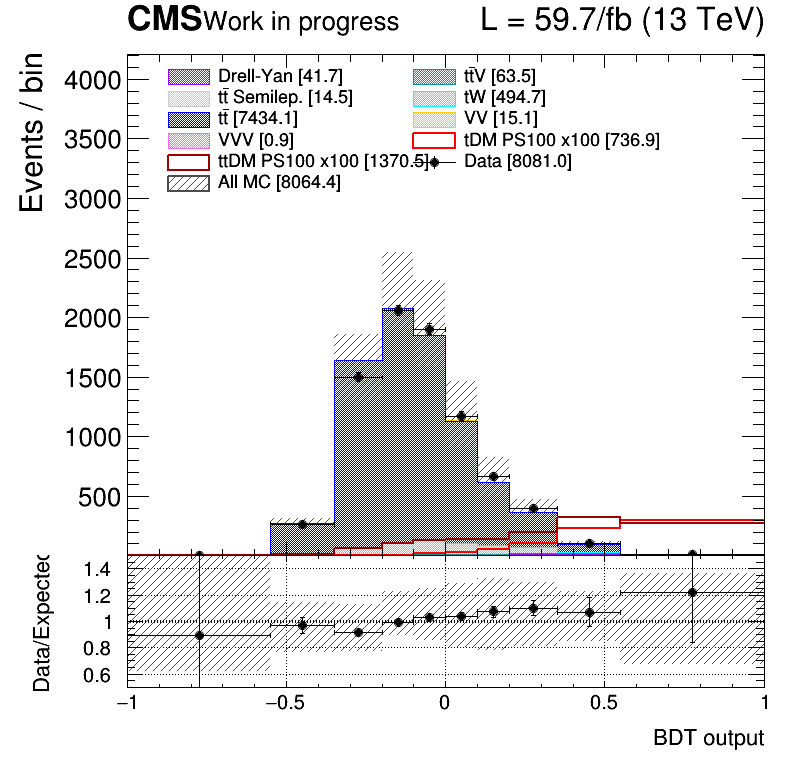 CMS Work in progress L = 59.7/fb (13 TeV)
Events / bin
Drell-Yan [41.7] tt̄V [63.5]
tt̄ Semilep. [14.5] tW [494.7]
tt̄ [7434.1] VV [15.1]
VVV [0.9] tDM PS100 x100 [736.9]
ttDM PS100 x100 [1370.5] Data [8081.0]
All MC [8064.4]
4000
3500
3000
2500
2000
1500
1000
500
Data/Expected
1.4
1.2
1
0.8
0.6
−1 −0.5 0 0.5 1
BDT output